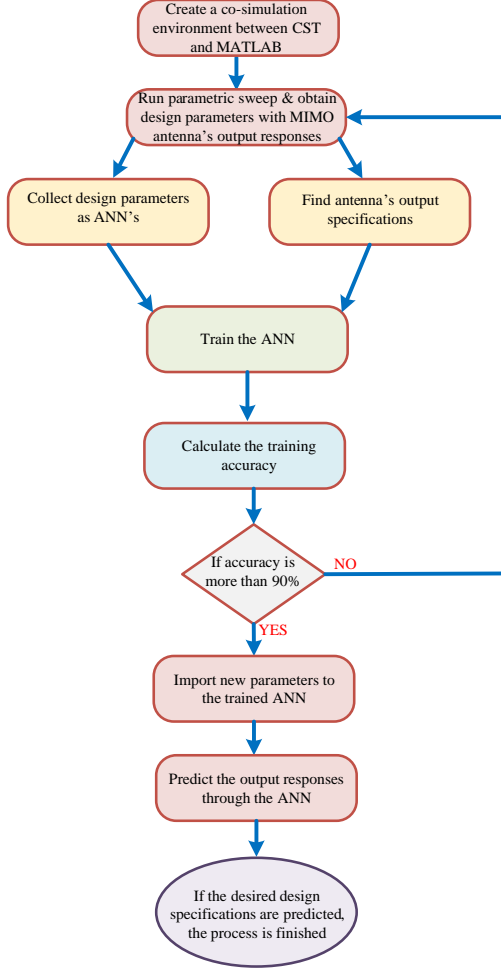 Create a co-simulation
environment between CST
and MATLAB
Run parametric sweep & obtain
design parameters with MIMO
antenna's output responses
Collect design parameters
as ANN's
Find antenna's output
specifications
Train the ANN
Calculate the training
accuracy
If accuracy is
more than 90%
NO
YES
Import new parameters to
the trained ANN
Predict the output responses
through the ANN
If the desired design
specifications are predicted,
the process is finished